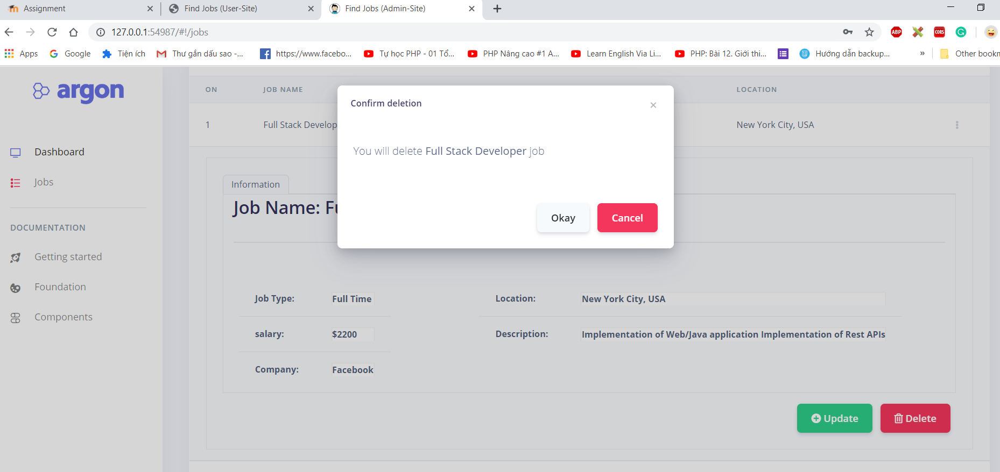 Assignment
Find Jobs (User-Site)
Find Jobs (Admin-Site)
127.0.0.1:54987/#!/jobs
ABP
CORS
Apps
Google
Tiện ích
Thư gắn dấu sao -...
https://www.facebo...
Tự học PHP - 01 Tổ...
PHP Nâng cao #1 A...
Learn English Via Li...
PHP: Bài 12. Giới thi...
Hướng dẫn backup...
»
Other bookm
argon
Dashboard
Jobs
DOCUMENTATION
Getting started
Foundation
Components
ON
JOB NAME
LOCATION
1
Full Stack Develop
New York City, USA
Confirm deletion
×
You will delete Full Stack Developer job
Okay
Cancel
Information
Job Name: Fu
Job Type:
Full Time
Location:
New York City, USA
salary:
$2200
Description:
Implementation of Web/Java application Implementation of Rest APIs
Company:
Facebook
Update
Delete